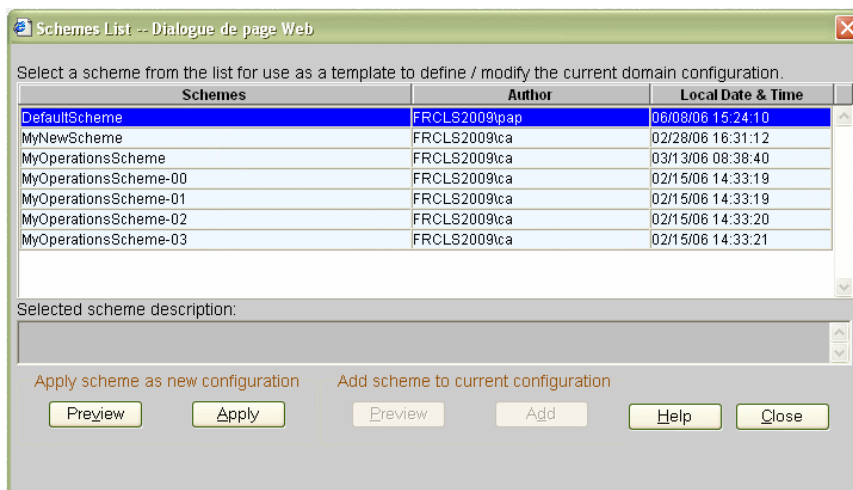 Schemes List -- Dialogue de page Web
Select a scheme from the list for use as a template to define / modify the current domain configuration.
Schemes Author Local Date & Time
DefaultScheme FRCLS2009\pap 06/08/06 15:24:10
MyNewScheme FRCLS2009\ca 02/28/06 16:31:12
MyOperationsScheme FRCLS2009\ca 03/13/06 08:38:40
MyOperationsScheme-00 FRCLS2009\ca 02/15/06 14:33:19
MyOperationsScheme-01 FRCLS2009\ca 02/15/06 14:33:19
MyOperationsScheme-02 FRCLS2009\ca 02/15/06 14:33:20
MyOperationsScheme-03 FRCLS2009\ca 02/15/06 14:33:21
Selected scheme description:
Apply scheme as new configuration Add scheme to current configuration
Preview Apply Preview Add Help Close